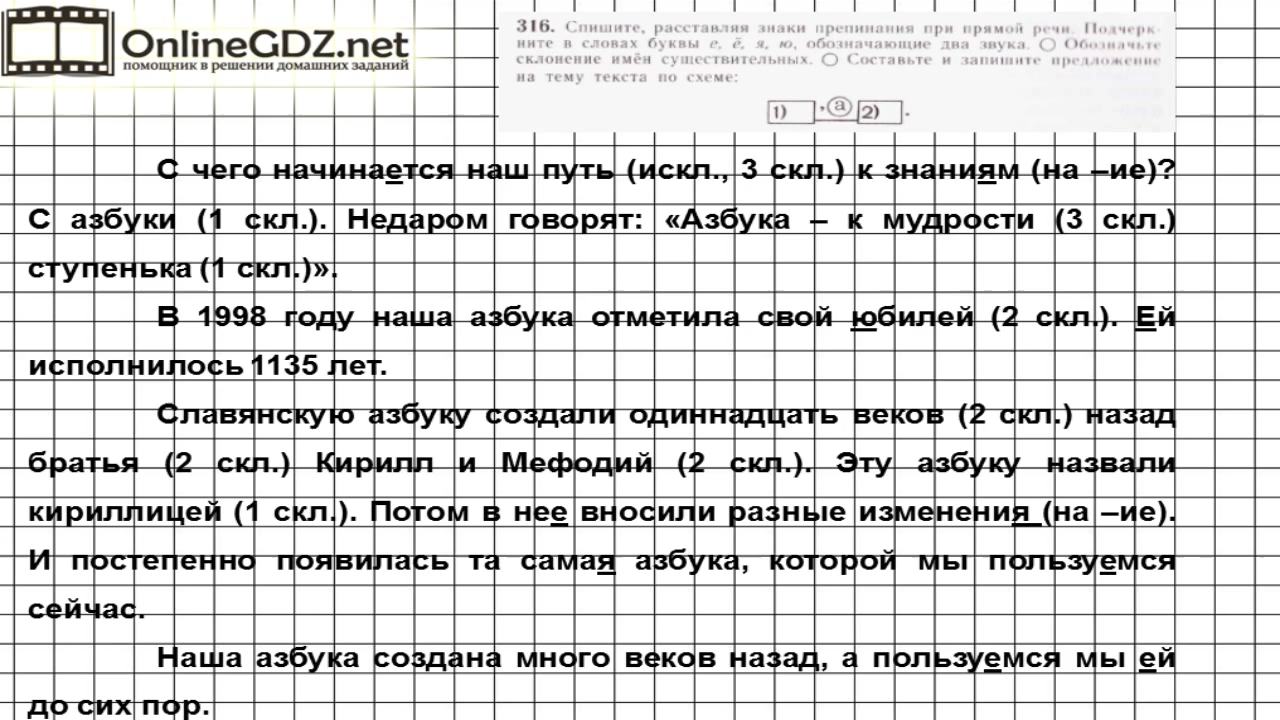 OnlineGDZ.net
помощник в решении домашних заданий
316. Спишите, расставляя знаки препинания при прямой речи. Подчерк-
ните в словах буквы е, ё, я, ю, обозначающие два звука. ○ Обозначьте
склонение имён существительных. ○ Составьте и запишите предложение
на тему текста по схеме:
1) , а 2) .
С чего начинается наш путь (искл., 3 скл.) к знаниям (на –ие)?
С азбуки (1 скл.). Недаром говорят: «Азбука – к мудрости (3 скл.)
ступенька (1 скл.)».
В 1998 году наша азбука отметила свой юбилей (2 скл.). Ей
исполнилось 1135 лет.
Славянскую азбуку создали одиннадцать веков (2 скл.) назад
братья (2 скл.) Кирилл и Мефодий (2 скл.). Эту азбуку назвали
кириллицей (1 скл.). Потом в нее вносили разные изменения (на –ие).
И постепенно появилась та самая азбука, которой мы пользуемся
сейчас.
Наша азбука создана много веков назад, а пользуемся мы ей
до сих пор.